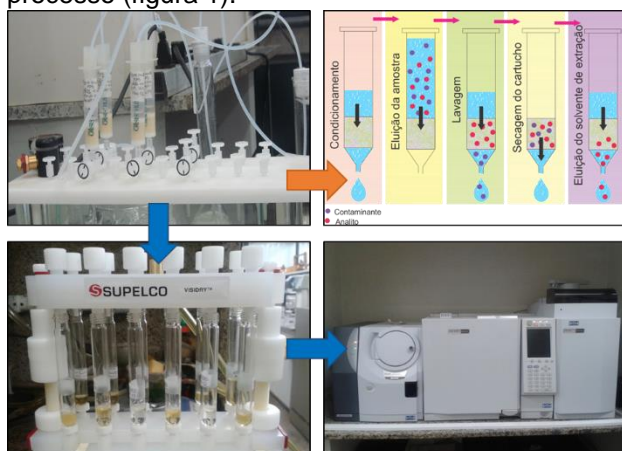 processo (figura 1).
Condicionamento
Eluição da amostra
Lavagem
Secagem do cartucho
Eluição do solvente de extração
Contaminante
Analito
SUPELCO VISIDRY™